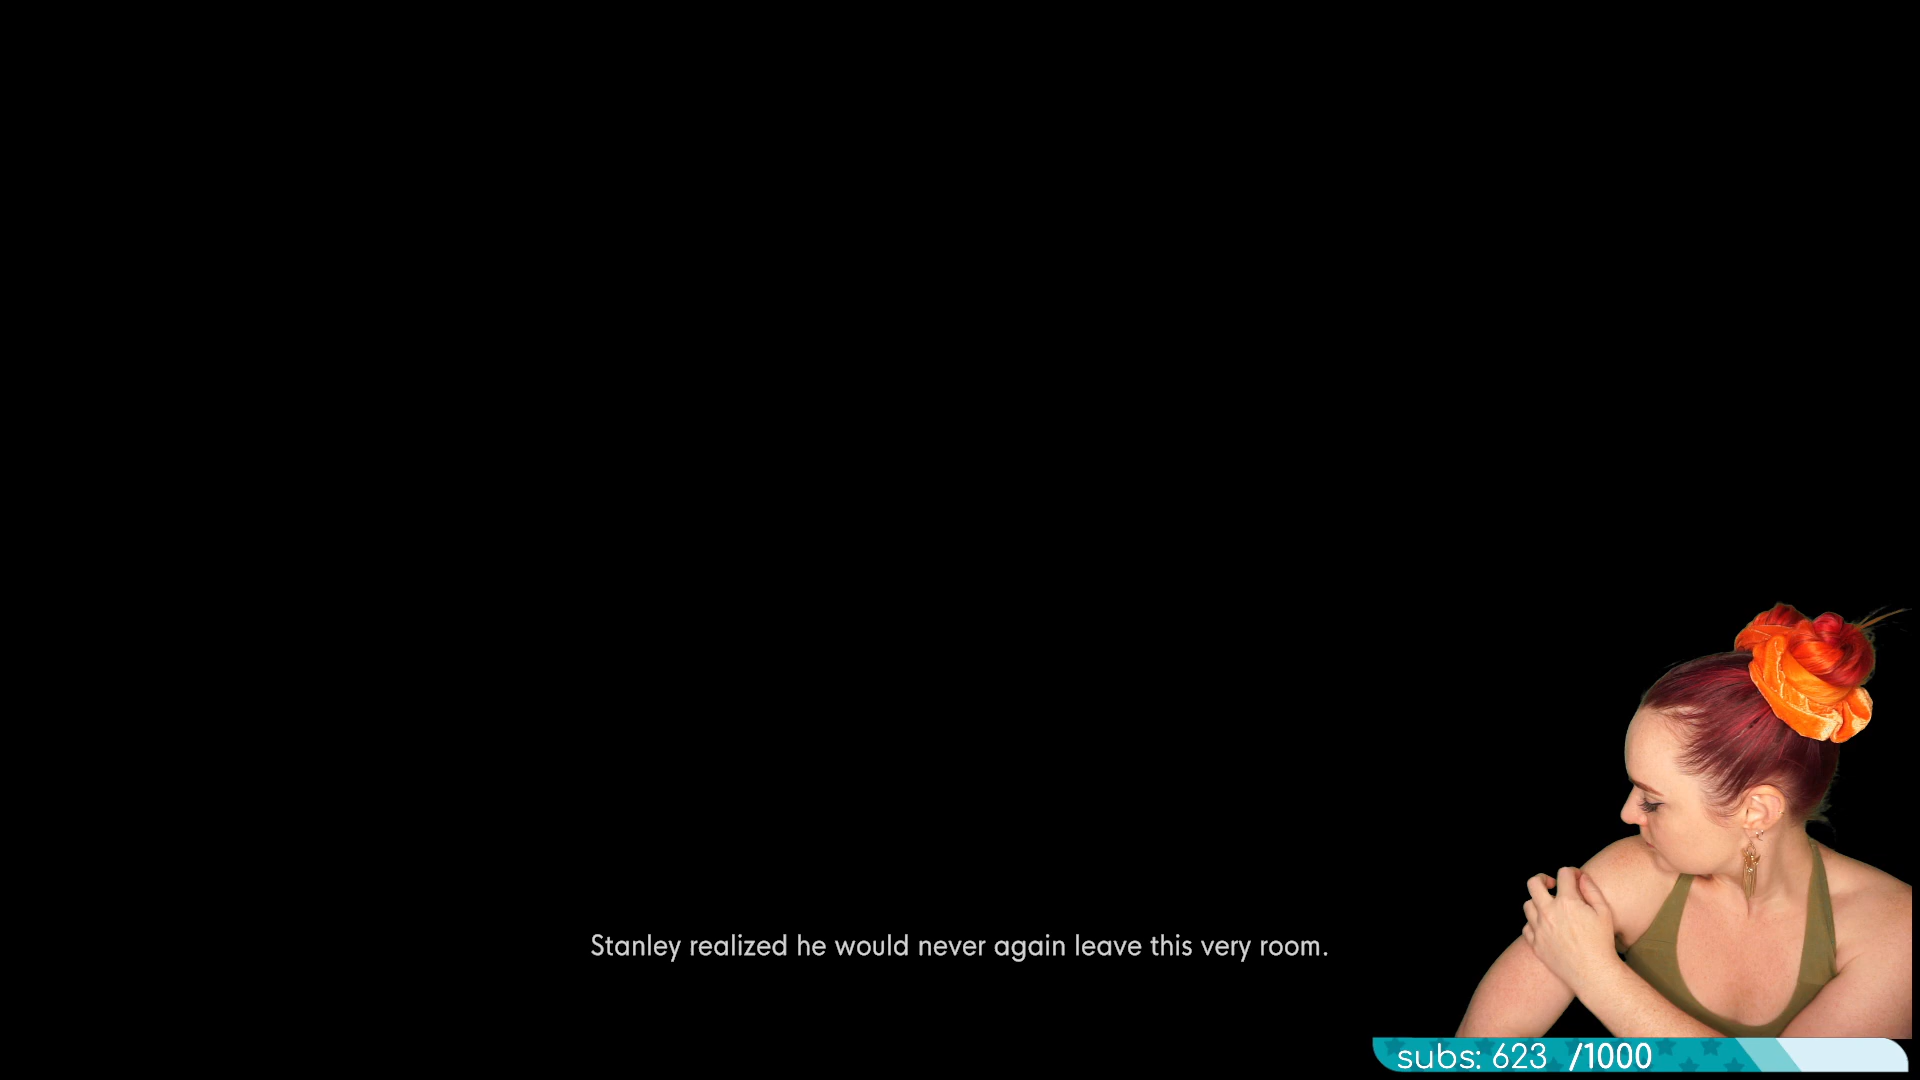 Stanley realized he would never again leave this very room.
subs: 623 /1000